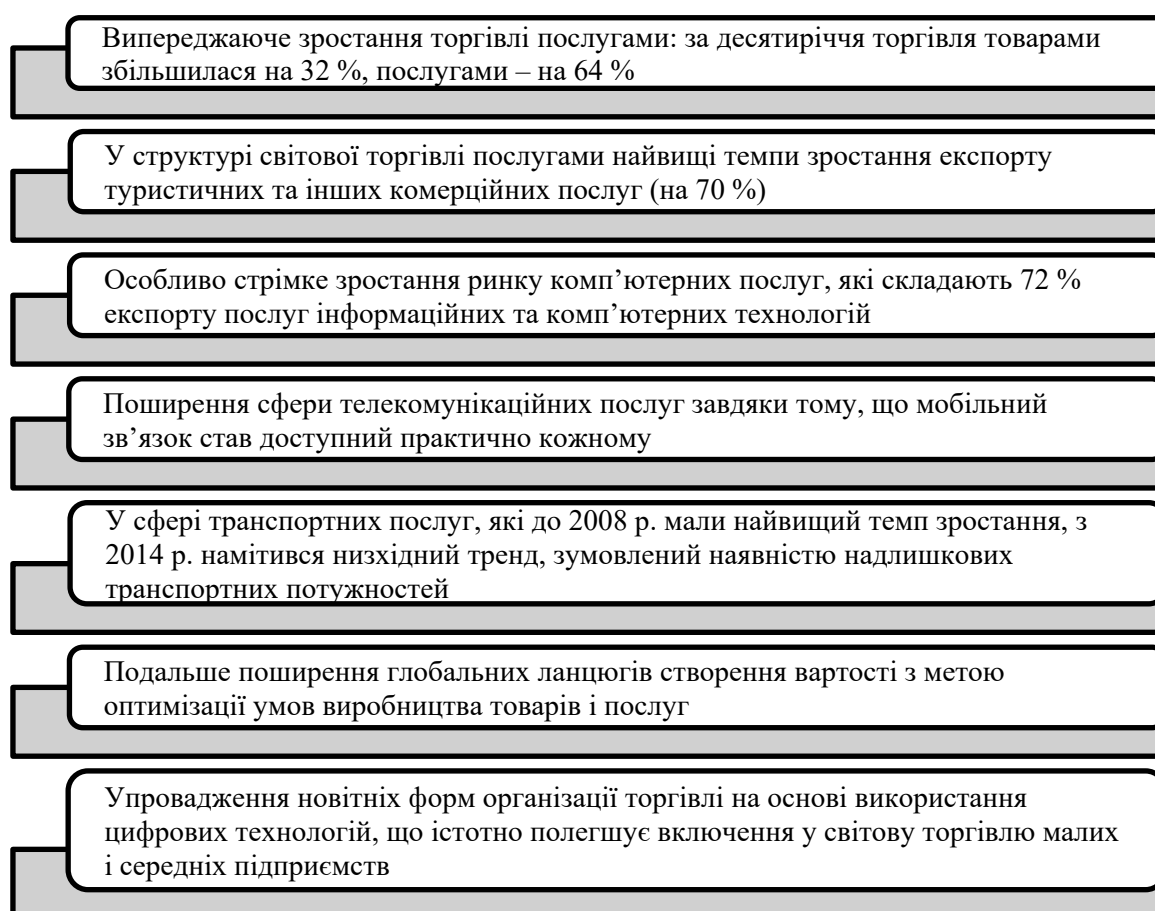 Випереджаюче зростання торгівлі послугами: за десятиріччя торгівля товарами
збільшилася на 32 %, послугами – на 64 %
У структурі світової торгівлі послугами найвищі темпи зростання експорту
туристичних та інших комерційних послуг (на 70 %)
Особливо стрімке зростання ринку комп’ютерних послуг, які складають 72 %
експорту послуг інформаційних та комп’ютерних технологій
Поширення сфери телекомунікаційних послуг завдяки тому, що мобільний
зв’язок став доступний практично кожному
У сфері транспортних послуг, які до 2008 р. мали найвищий темп зростання, з
2014 р. намітився низхідний тренд, зумовлений наявністю надлишкових
транспортних потужностей
Подальше поширення глобальних ланцюгів створення вартості з метою
оптимізації умов виробництва товарів і послуг
Упровадження новітніх форм організації торгівлі на основі використання
цифрових технологій, що істотно полегшує включення у світову торгівлю малих
і середніх підприємств